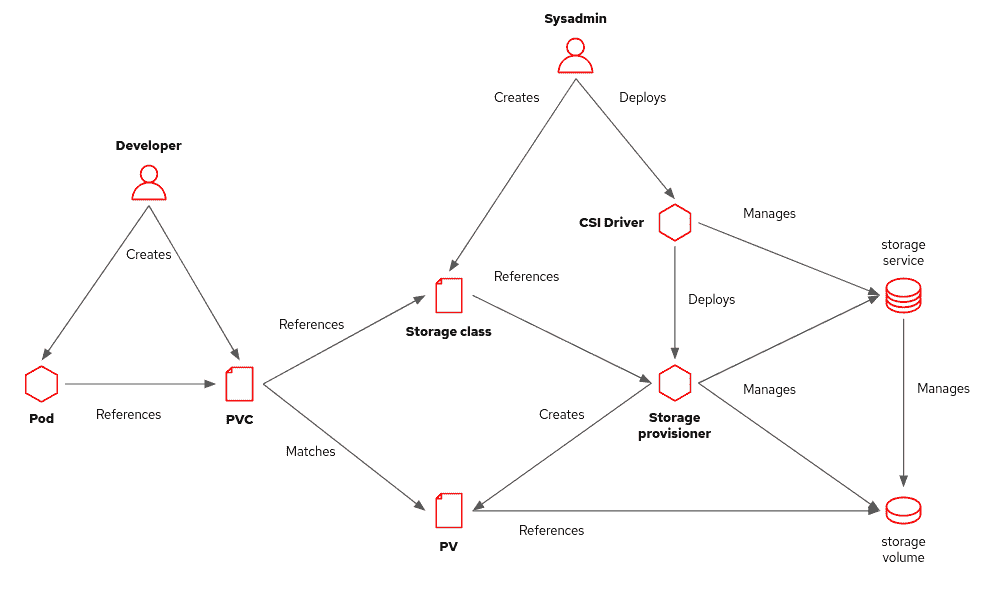 Sysadmin
Creates
Deploys
Developer
Creates
CSI Driver
Manages
storage
service
References
Deploys
References
Storage class
Manages
Manages
Pod
References
PVC
Creates
Storage
provisioner
Matches
References
PV
storage
volume